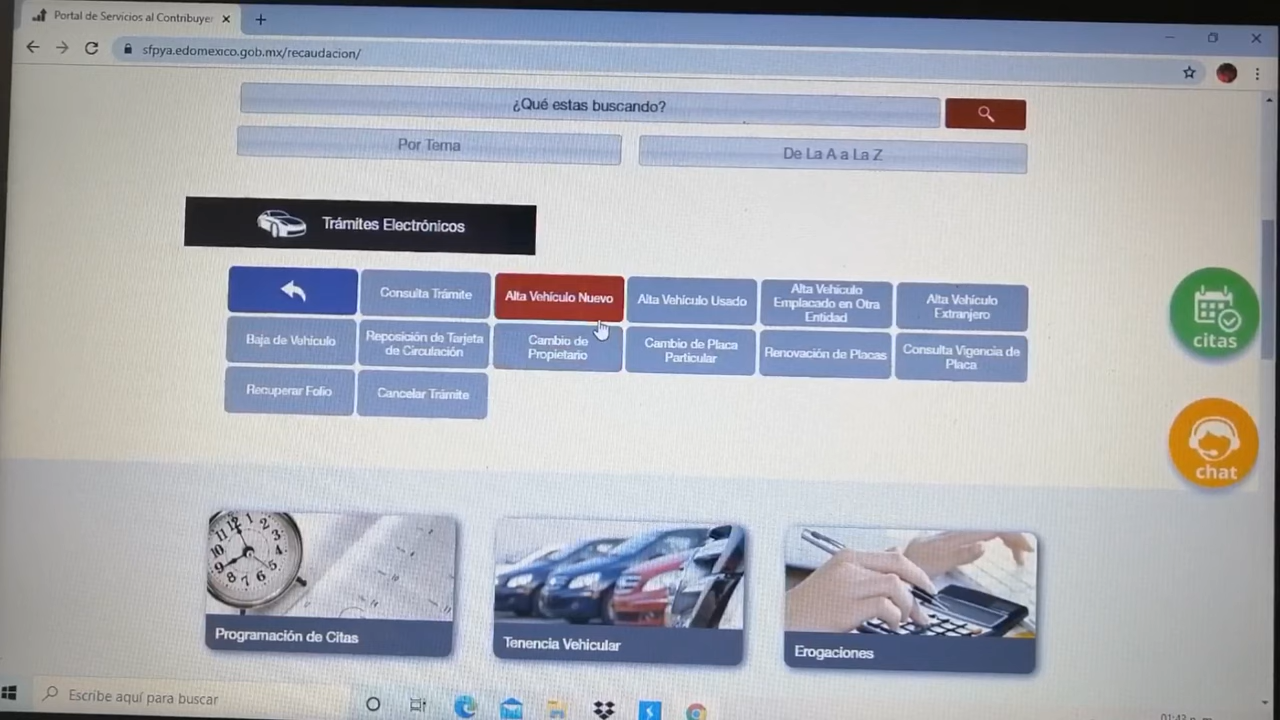 Portal de Servicios al Contribuyer
sfpya.edomexico.gob.mx/recaudacion/
¿Qué estas buscando?
Por Tema
De La A a La Z
Trámites Electrónicos
Consulta Trámite
Alta Vehículo Nuevo
Alta Vehículo Usado
Alta Vehículo
Emplacado en Otra
Entidad
Alta Vehículo
Extranjero
Baja de Vehículo
Reposición de Tarjeta
de Circulación
Cambio de
Propietario
Cambio de Placa
Particular
Renovación de Placas
Consulta Vigencia de
Placa
Recuperar Folio
Cancelar Trámite
citas
chat
Programación de Citas
Tenencia Vehicular
Erogaciones
Escribe aquí para buscar